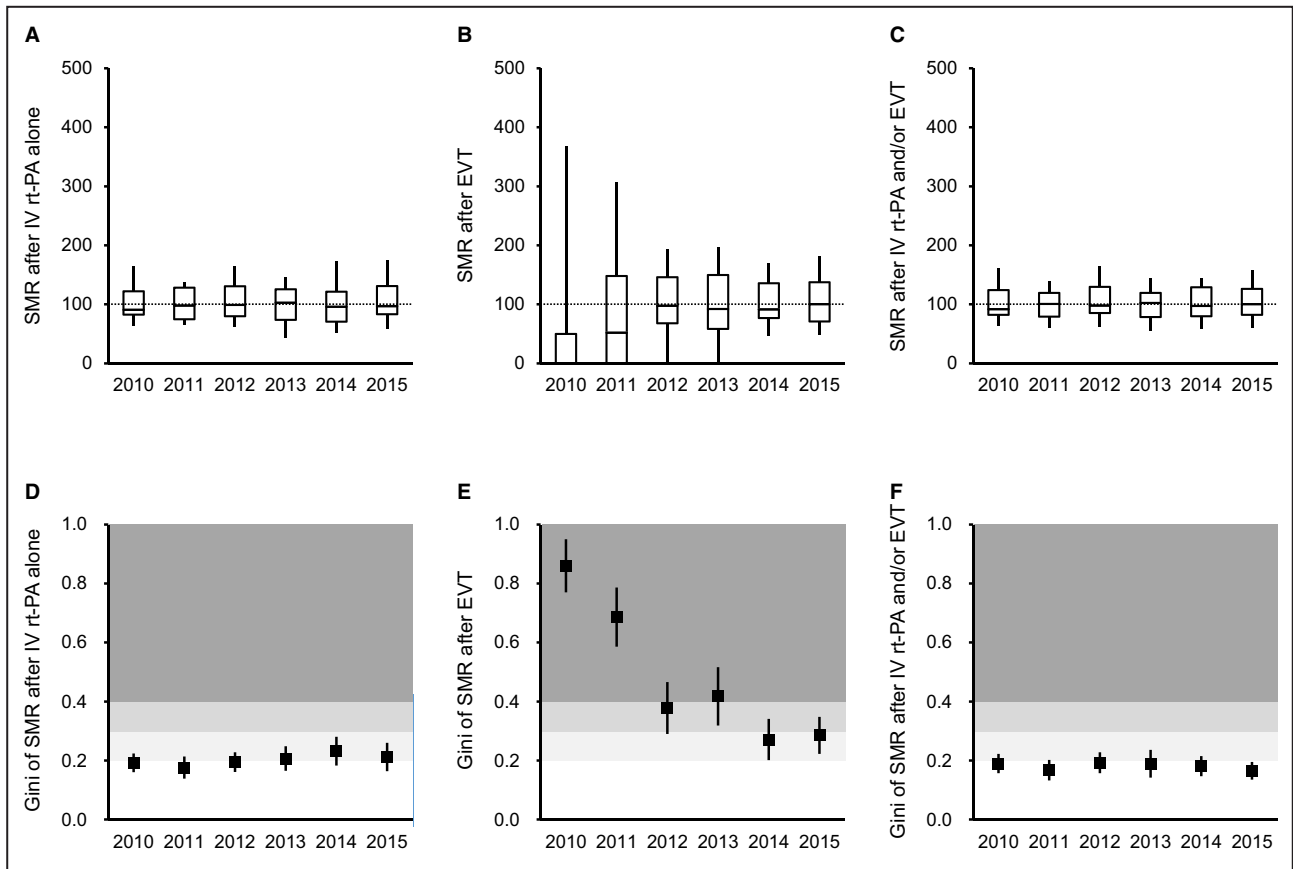 A
SMR after IV rt-PA alone
500
400
300
200
100
0
2010 2011 2012 2013 2014 2015
B
SMR after EVT
500
400
300
200
100
0
2010 2011 2012 2013 2014 2015
C
SMR after IV rt-PA and/or EVT
500
400
300
200
100
0
2010 2011 2012 2013 2014 2015
D
Gini of SMR after IV rt-PA alone
1.0
0.8
0.6
0.4
0.2
0.0
2010 2011 2012 2013 2014 2015
E
Gini of SMR after EVT
1.0
0.8
0.6
0.4
0.2
0.0
2010 2011 2012 2013 2014 2015
F
Gini of SMR after IV rt-PA and/or EVT
1.0
0.8
0.6
0.4
0.2
0.0
2010 2011 2012 2013 2014 2015